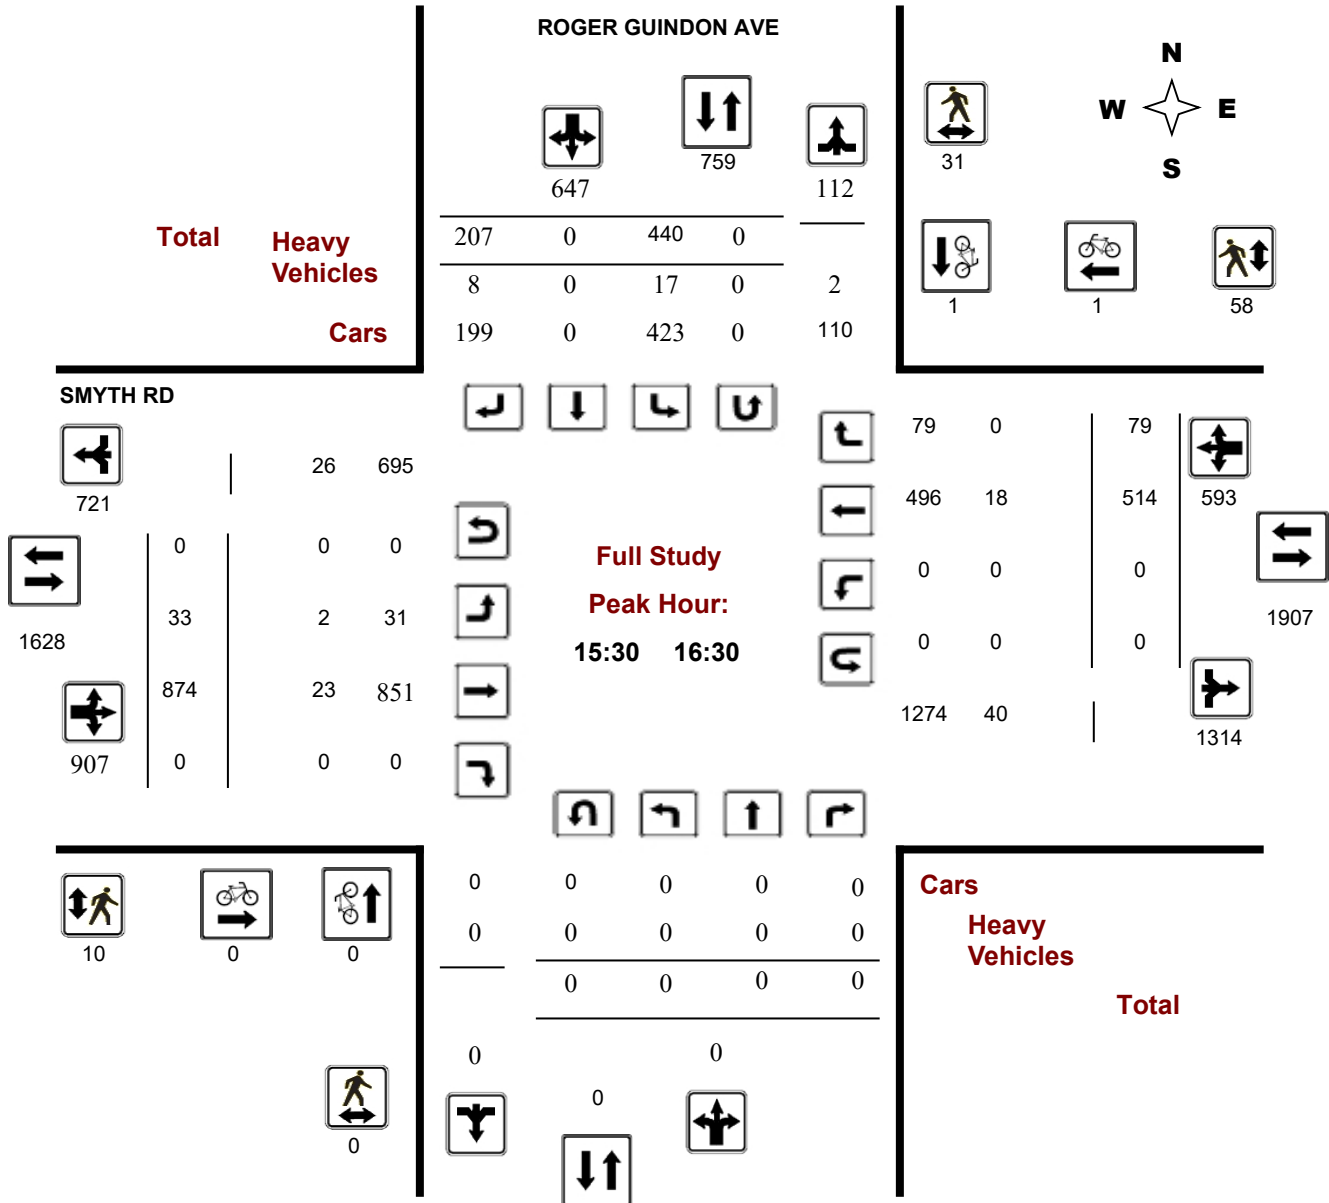 ROGER GUINDON AVE
N
W E
S
759
31
647
112
Total
Heavy
Vehicles
207 0 440 0
8 0 17 0 2
1 1 58
Cars
199 0 423 0 110
SMYTH RD
79 0 79
26 695
721
496 18 514 593
0 0 0
Full Study
0 0 0
Peak Hour:
33 2 31
1907
1628
15:30 16:30
0 0 0
874 23 851
1274 40
1314
907 0 0 0
0 0 0 0 0
Cars
0 0 0 0 0
Heavy
Vehicles
10 0 0
0 0 0 0
Total
0 0
0
0